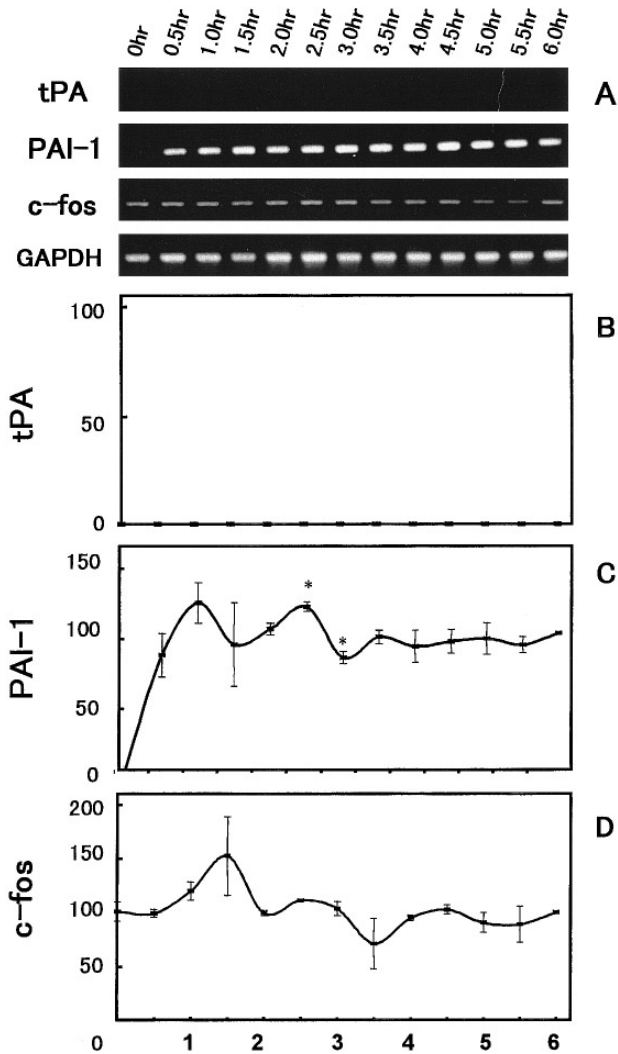 0hr 0.5hr 1.0hr 1.5hr 2.0hr 2.5hr 3.0hr 3.5hr 4.0hr 4.5hr 5.0hr 5.5hr 6.0hr
tPA A
PAI-1
c-fos
GAPDH
100 B
tPA
50
0
150 C
*
*
PAI-1
100
50
0
200 D
c-fos
150
100
50
0 1 2 3 4 5 6